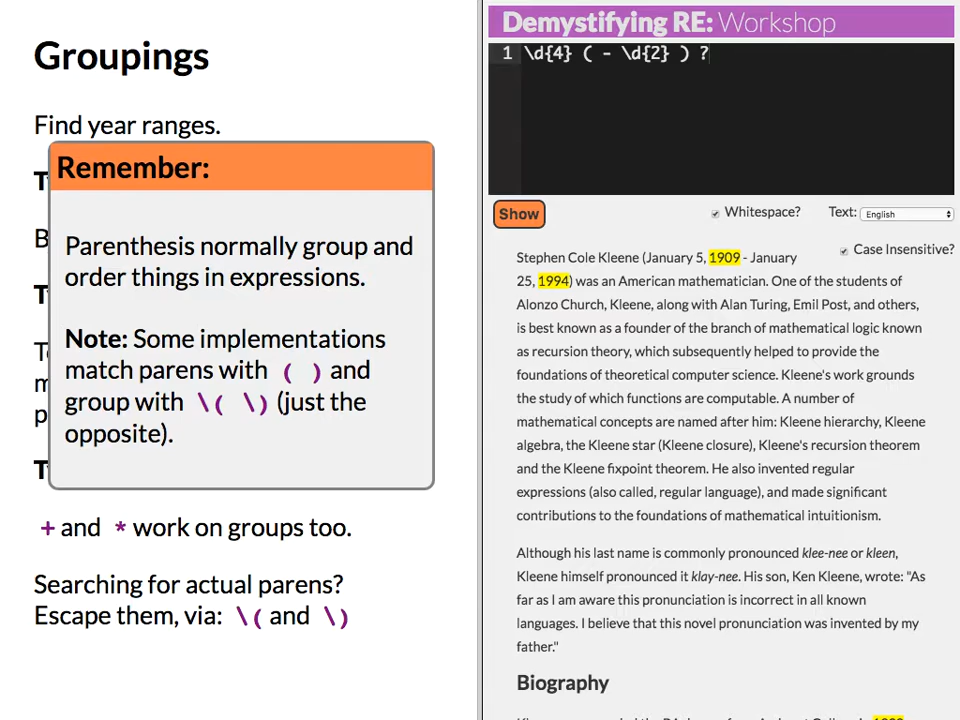 Groupings
Find year ranges.
Remember:
Parenthesis normally group and
order things in expressions.
Note: Some implementations
match parens with ( ) and
group with \( \) (just the
opposite).
+ and * work on groups too.
Searching for actual parens?
Escape them, via: \( and \)
Demystifying RE: Workshop
1 \d{4} ( - \d{2} ) ?
Show
Whitespace?
Text: English
Case Insensitive?
Stephen Cole Kleene (January 5, 1909 - January
25, 1994) was an American mathematician. One of the students of
Alonzo Church, Kleene, along with Alan Turing, Emil Post, and others,
is best known as a founder of the branch of mathematical logic known
as recursion theory, which subsequently helped to provide the
foundations of theoretical computer science. Kleene's work grounds
the study of which functions are computable. A number of
mathematical concepts are named after him: Kleene hierarchy, Kleene
algebra, the Kleene star (Kleene closure), Kleene's recursion theorem
and the Kleene fixpoint theorem. He also invented regular
expressions (also called, regular language), and made significant
contributions to the foundations of mathematical intuitionism.
Although his last name is commonly pronounced klee-nee or kleen,
Kleene himself pronounced it klay-nee. His son, Ken Kleene, wrote: "As
far as I am aware this pronunciation is incorrect in all known
languages. I believe that this novel pronunciation was invented by my
father."
Biography